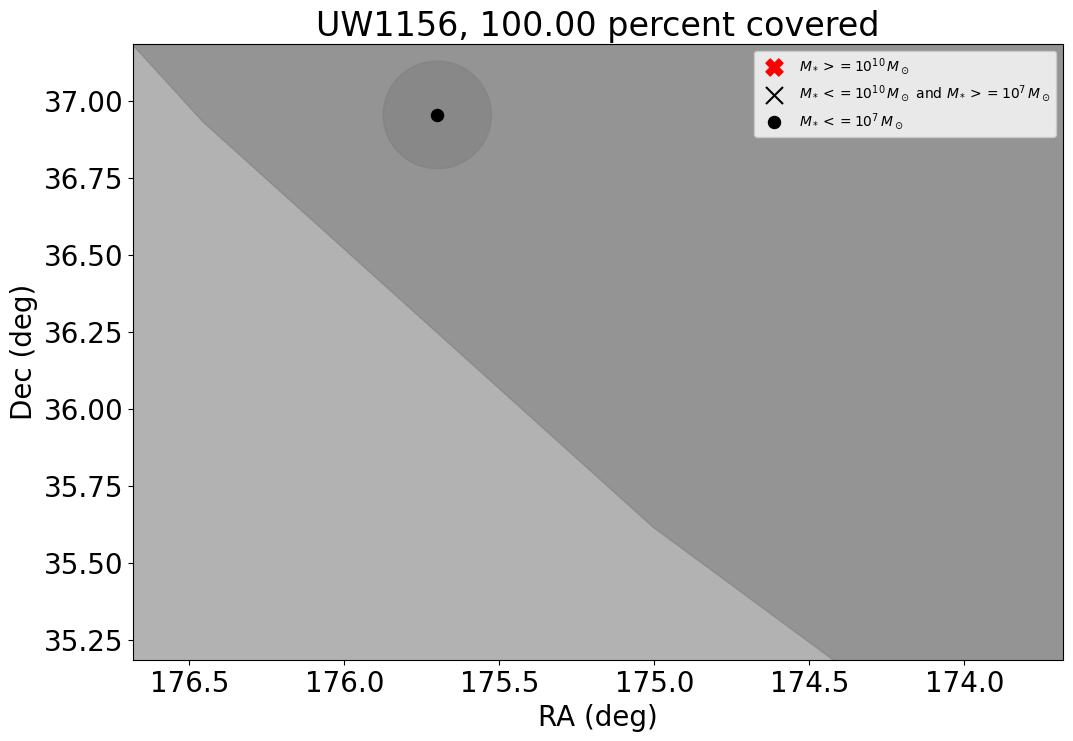 UW1156, 100.00 percent covered
M* >= 10^10 M⊙
M* <= 10^10 M⊙ and M* >= 10^7 M⊙
M* <= 10^7 M⊙
37.00
36.75
36.50
36.25
36.00
35.75
35.50
35.25
Dec (deg)
176.5 176.0 175.5 175.0 174.5 174.0
RA (deg)